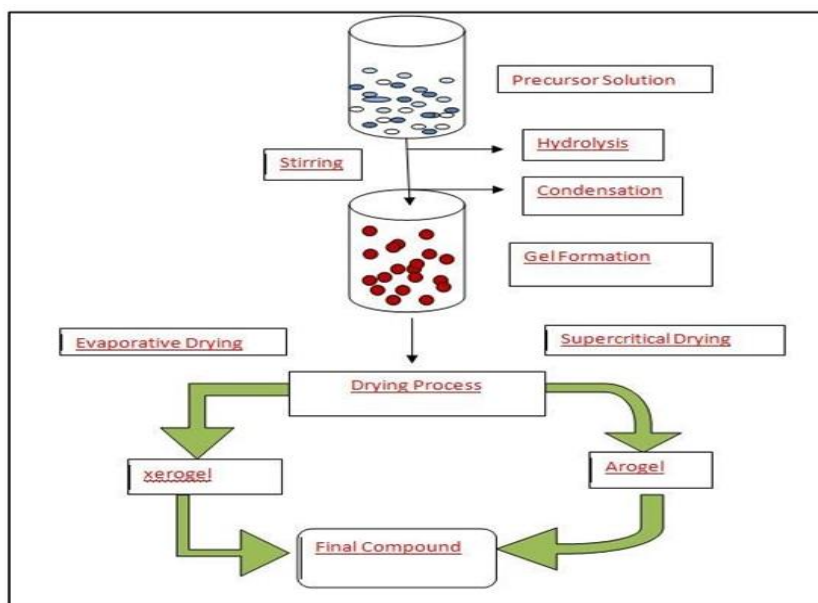 Precursor Solution
Hydrolysis
Stirring
Condensation
Gel Formation
Evaporative Drying
Supercritical Drying
Drying Process
xerogel
Arogel
Final Compound